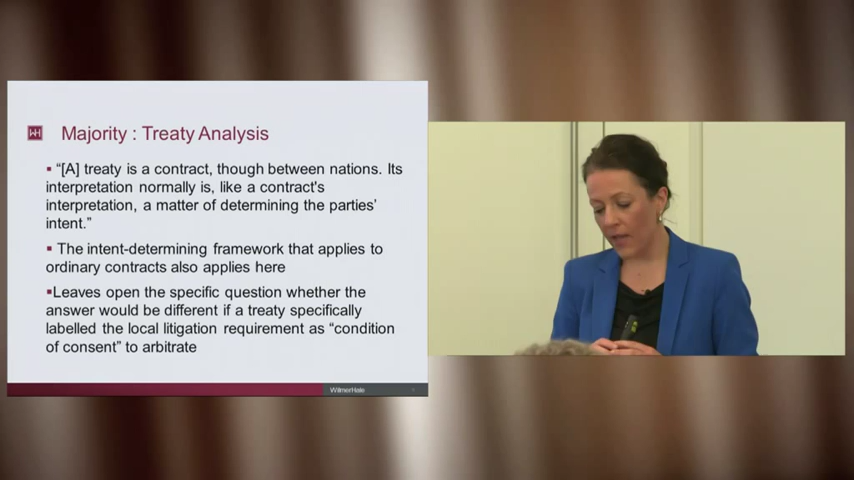 WH Majority : Treaty Analysis
▪ “[A] treaty is a contract, though between nations. Its
interpretation normally is, like a contract's
interpretation, a matter of determining the parties’
intent.”
▪ The intent-determining framework that applies to
ordinary contracts also applies here
▪Leaves open the specific question whether the
answer would be different if a treaty specifically
labelled the local litigation requirement as “condition
of consent” to arbitrate
WilmerHale